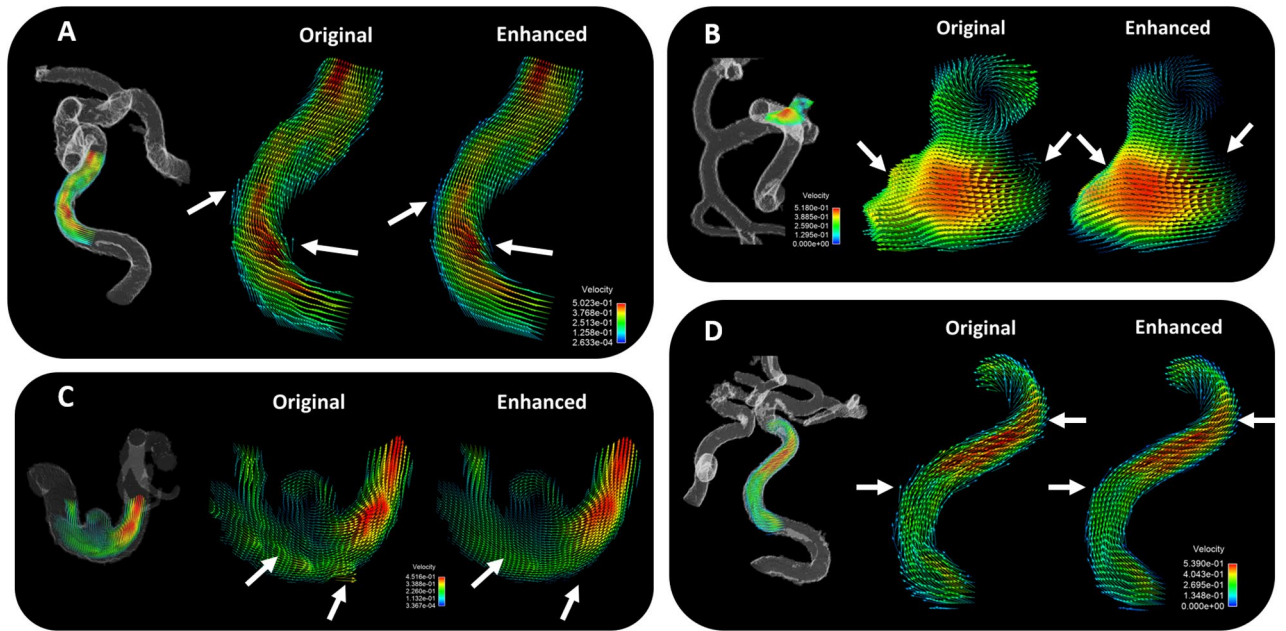 A
Original
Enhanced
Velocity
5.023e-01
3.768e-01
2.513e-01
1.258e-01
2.633e-04
B
Original
Enhanced
Velocity
5.180e-01
3.885e-01
2.590e-01
1.295e-01
0.000e+00
C
Original
Enhanced
Velocity
4.516e-01
3.388e-01
2.260e-01
1.132e-01
3.367e-04
D
Original
Enhanced
Velocity
5.390e-01
4.043e-01
2.695e-01
1.348e-01
0.000e+00